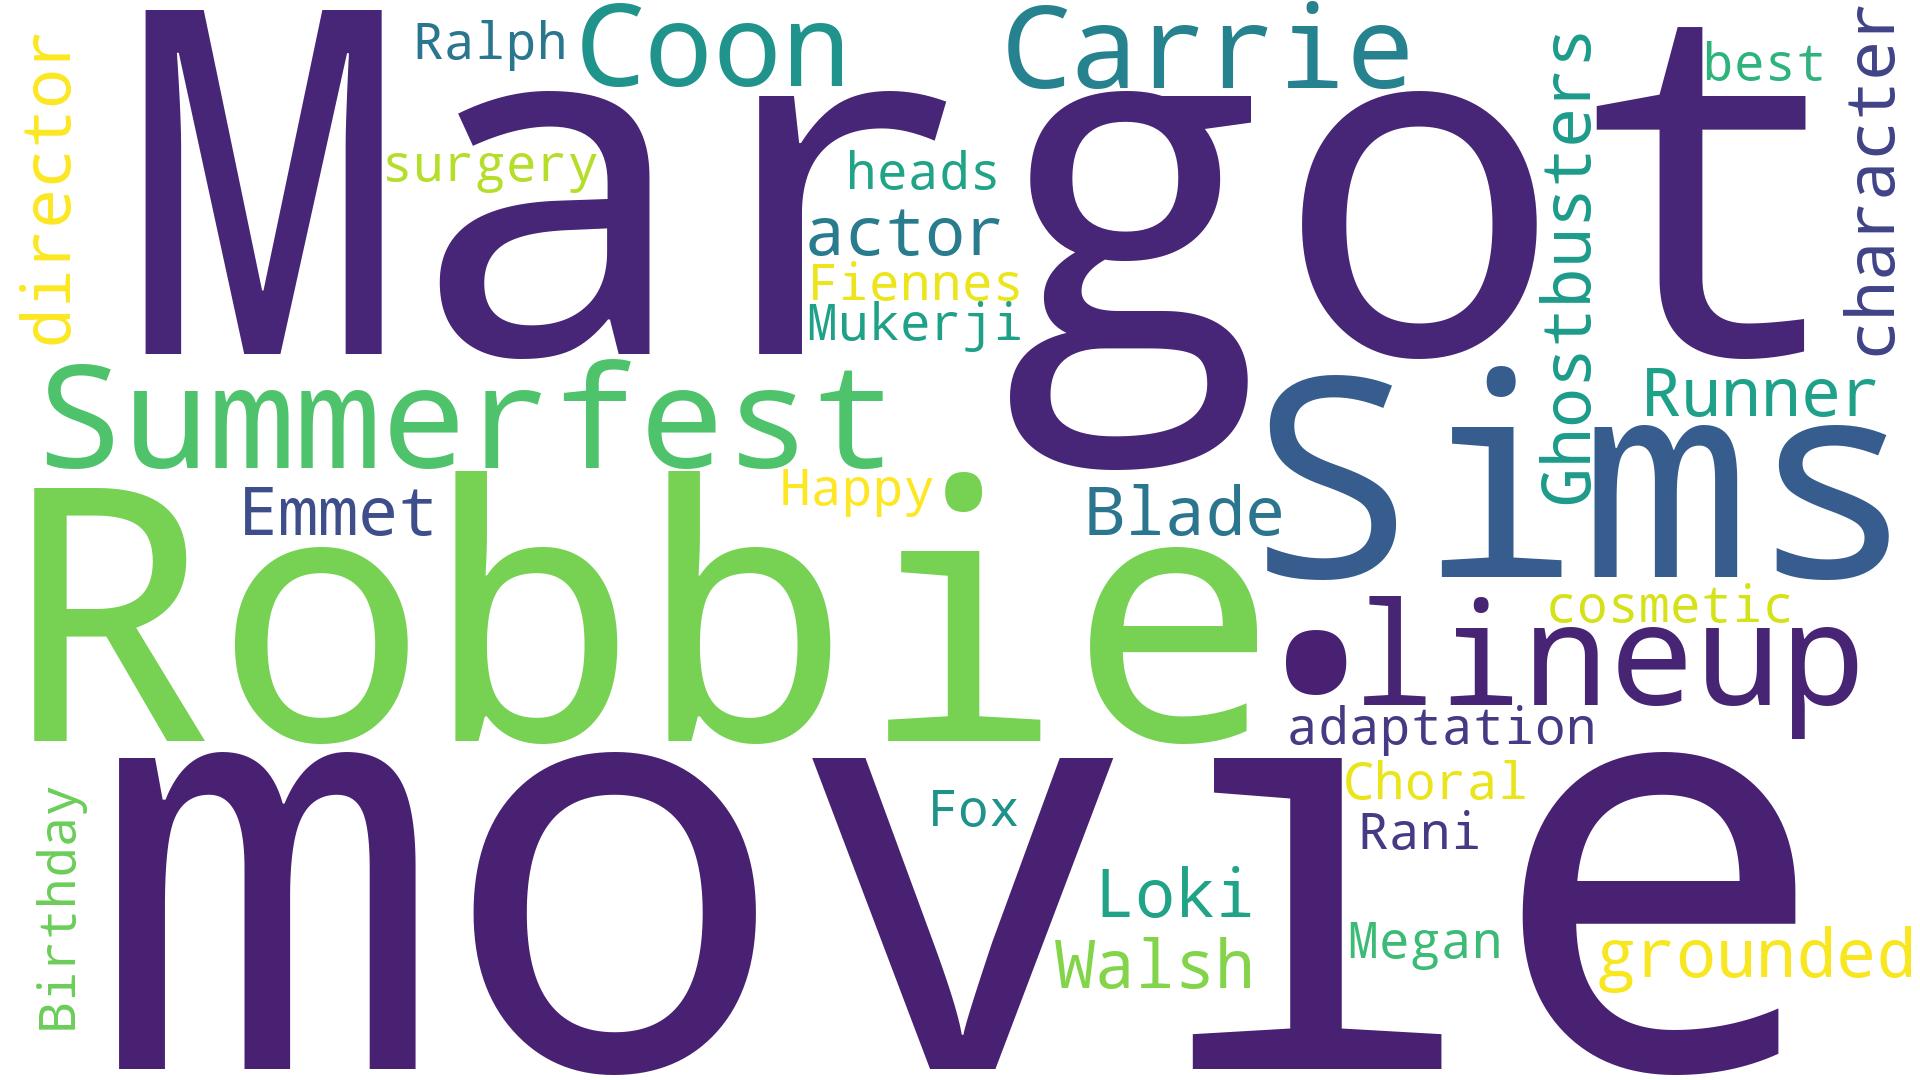 Margot
director
Ralph
Coon
Carrie
best
character
Ghostbusters
surgery
heads
actor
Fiennes
Mukerji
Summerfest
Sims
Runner
Robbie
Emmet
Happy
Blade
cosmetic
lineup
adaptation
movie
Choral
Rani
Fox
Birthday
Loki
Walsh
Megan
grounded